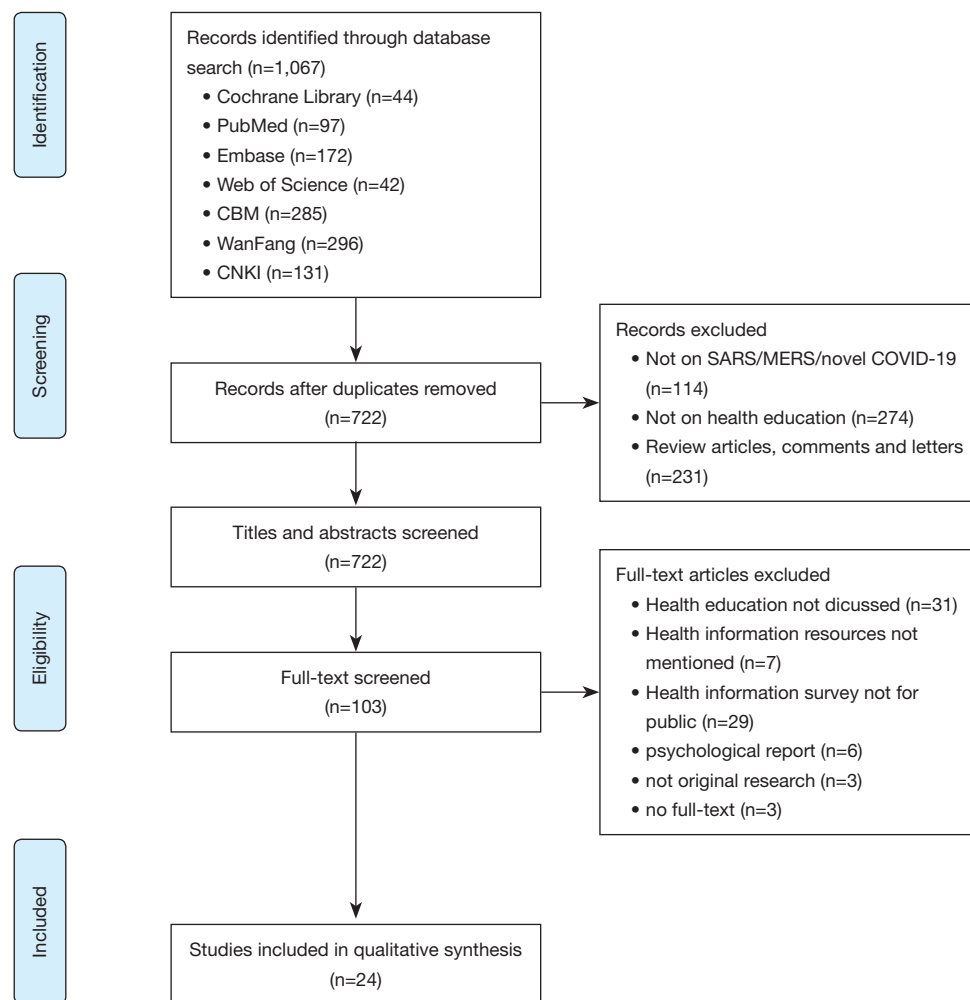 Identification
Records identified through database
search (n=1,067)
• Cochrane Library (n=44)
• PubMed (n=97)
• Embase (n=172)
• Web of Science (n=42)
• CBM (n=285)
• WanFang (n=296)
• CNKI (n=131)
Screening
Records after duplicates removed
(n=722)
Records excluded
• Not on SARS/MERS/novel COVID-19
(n=114)
• Not on health education (n=274)
• Review articles, comments and letters
(n=231)
Titles and abstracts screened
(n=722)
Eligibility
Full-text screened
(n=103)
Full-text articles excluded
• Health education not dicussed (n=31)
• Health information resources not
mentioned (n=7)
• Health information survey not for
public (n=29)
• psychological report (n=6)
• not original research (n=3)
• no full-text (n=3)
Included
Studies included in qualitative synthesis
(n=24)